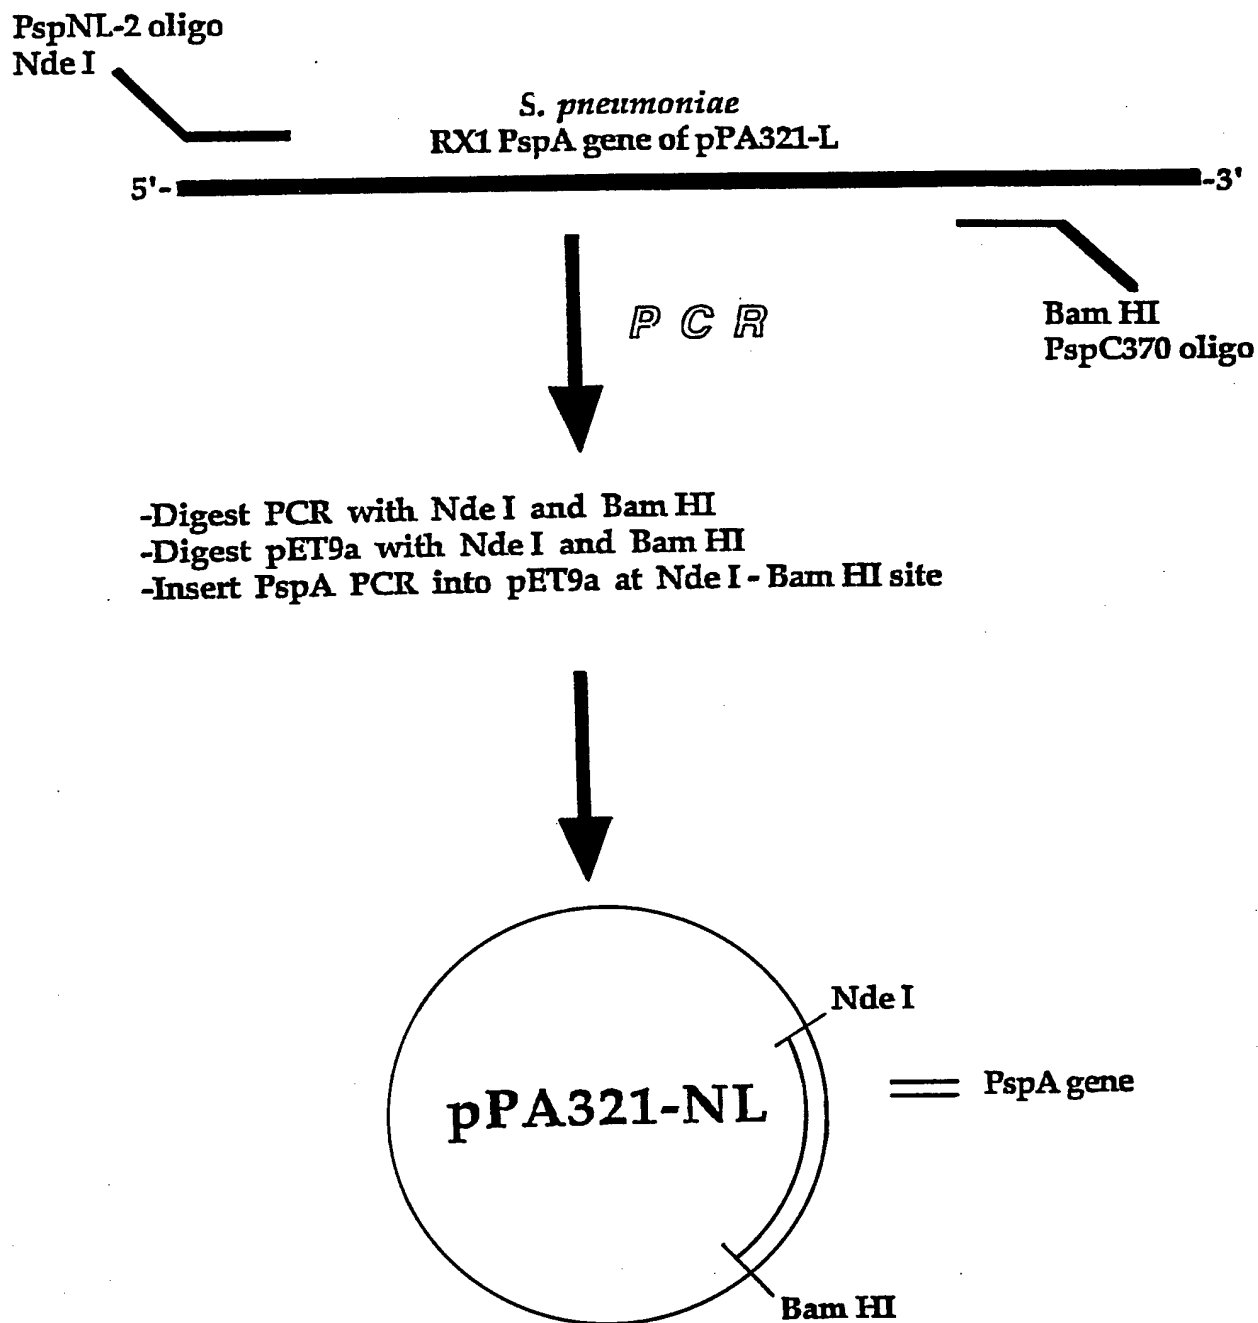 PspNL-2 oligo
Nde I
S. pneumoniae
RX1 PspA gene of pPA321-L
5'-
-3'
P C R
Bam HI
PspC370 oligo
-Digest PCR with Nde I and Bam HI
-Digest pET9a with Nde I and Bam HI
-Insert PspA PCR into pET9a at Nde I - Bam HI site
Nde I
pPA321-NL
PspA gene
Bam HI